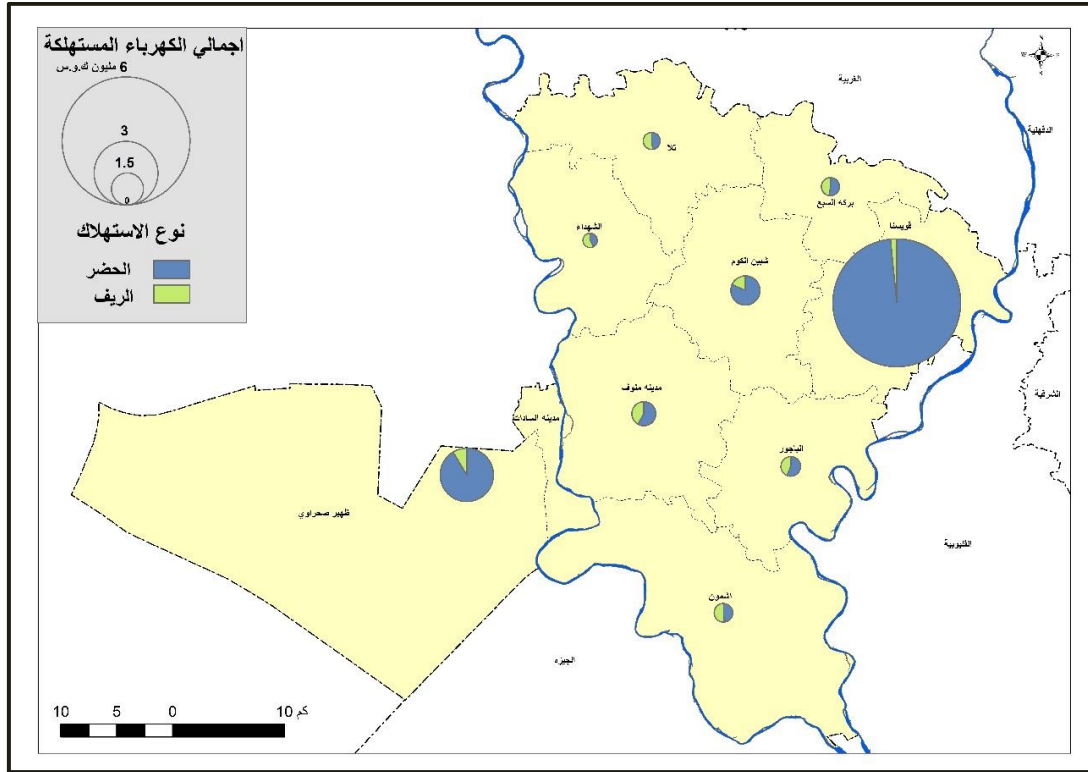 اجمالي الكهرباء المستهلكة
6 مليون ك.و.س
3
1.5
0
نوع الاستهلاك
الحضر
الريف
الغربية
الدقهلية
تلا
بركه السبع
قويسنا
الشهداء
شبين الكوم
الشرقية
مدينه منوف
مدينه السادات
الباجور
ظهير صحراوي
القليوبية
اشمون
الجيزه
10 5 0 10 كم